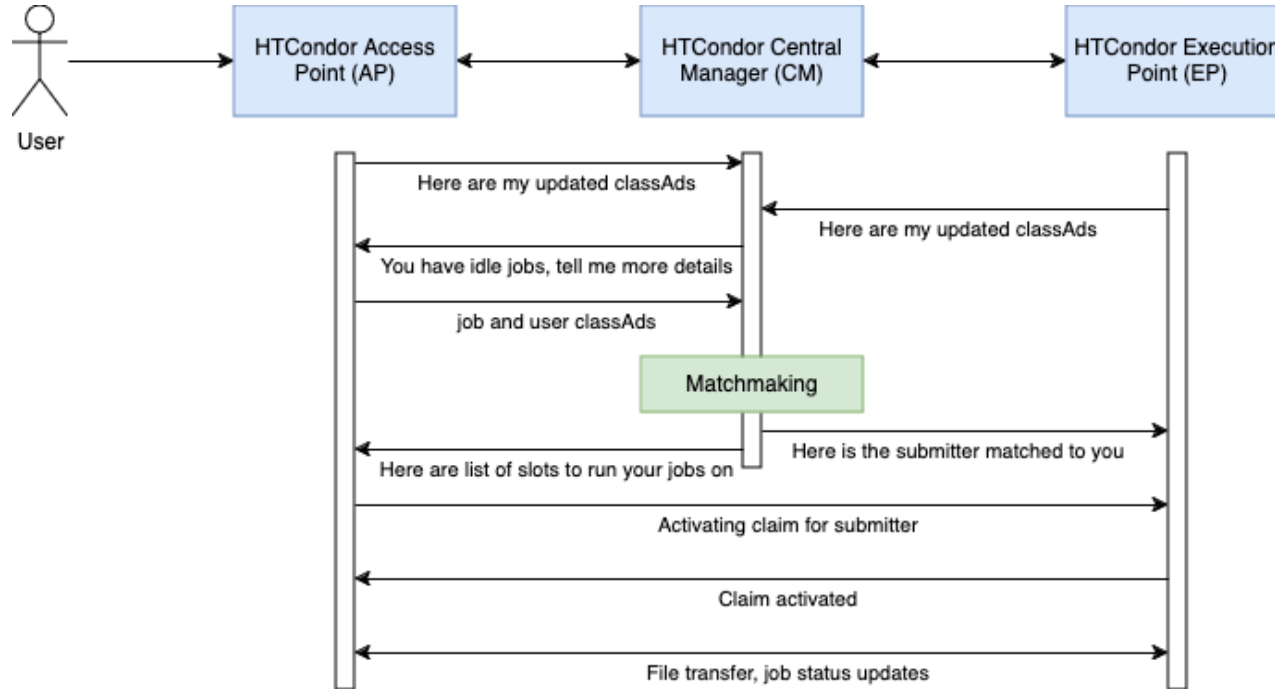 HTCondor Access
Point (AP)
HTCondor Central
Manager (CM)
HTCondor Execution
Point (EP)
User
Here are my updated classAds
Here are my updated classAds
You have idle jobs, tell me more details
job and user classAds
Matchmaking
Here is the submitter matched to you
Here are list of slots to run your jobs on
Activating claim for submitter
Claim activated
File transfer, job status updates